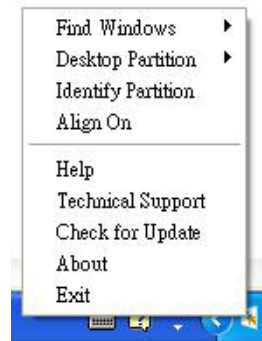 Find Windows
Desktop Partition
Identify Partition
Align On
Help
Technical Support
Check for Update
About
Exit